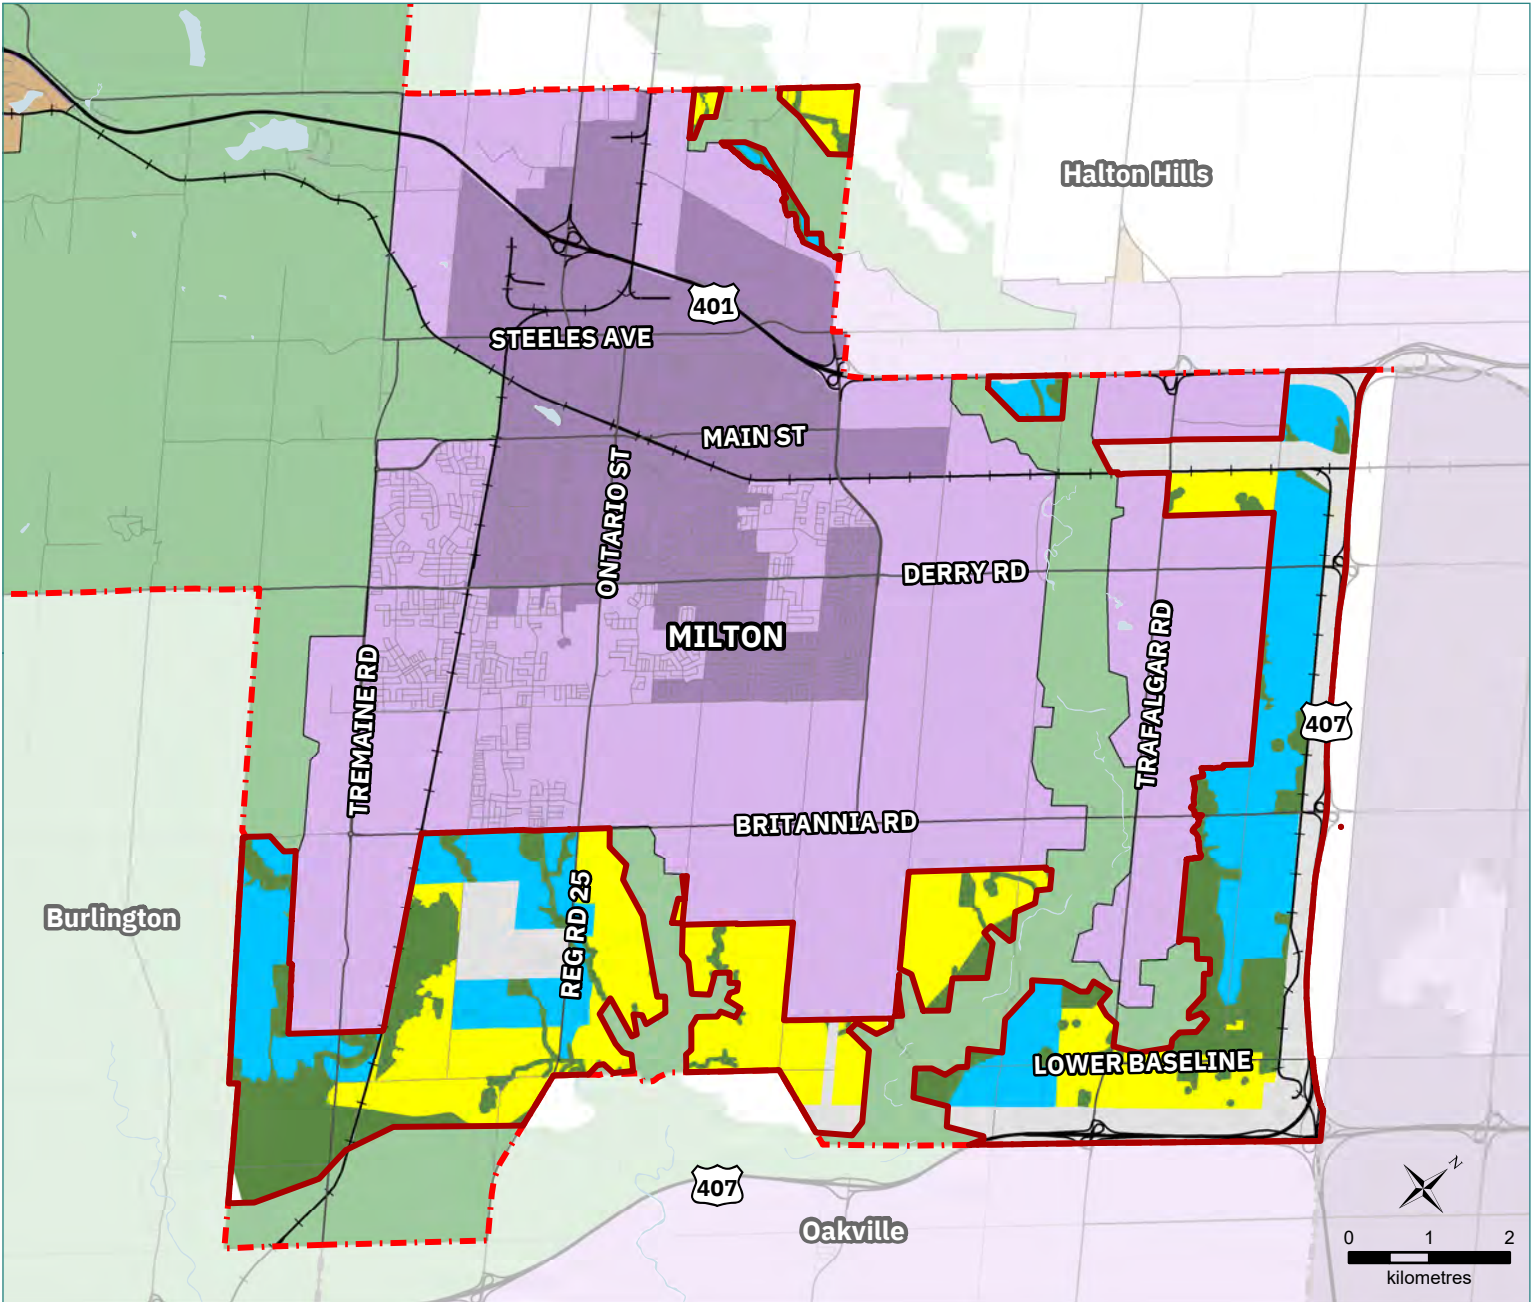 Halton Hills
401
STEELES AVE
MAIN ST
ONTARIO ST
DERRY RD
MILTON
TREMAINE RD
TRAFALGAR RD
407
BRITANNIA RD
REG RD 25
Burlington
LOWER BASELINE
407
Oakville
N
0 1 2
kilometres